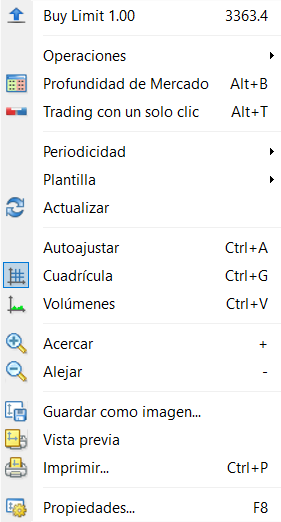 Buy Limit 1.00 3363.4
Operaciones
Profundidad de Mercado Alt+B
Trading con un solo clic Alt+T
Periodicidad
Plantilla
Actualizar
Autoajustar Ctrl+A
Cuadrícula Ctrl+G
Volúmenes Ctrl+V
Acercar +
Alejar -
Guardar como imagen...
Vista previa
Imprimir... Ctrl+P
Propiedades... F8